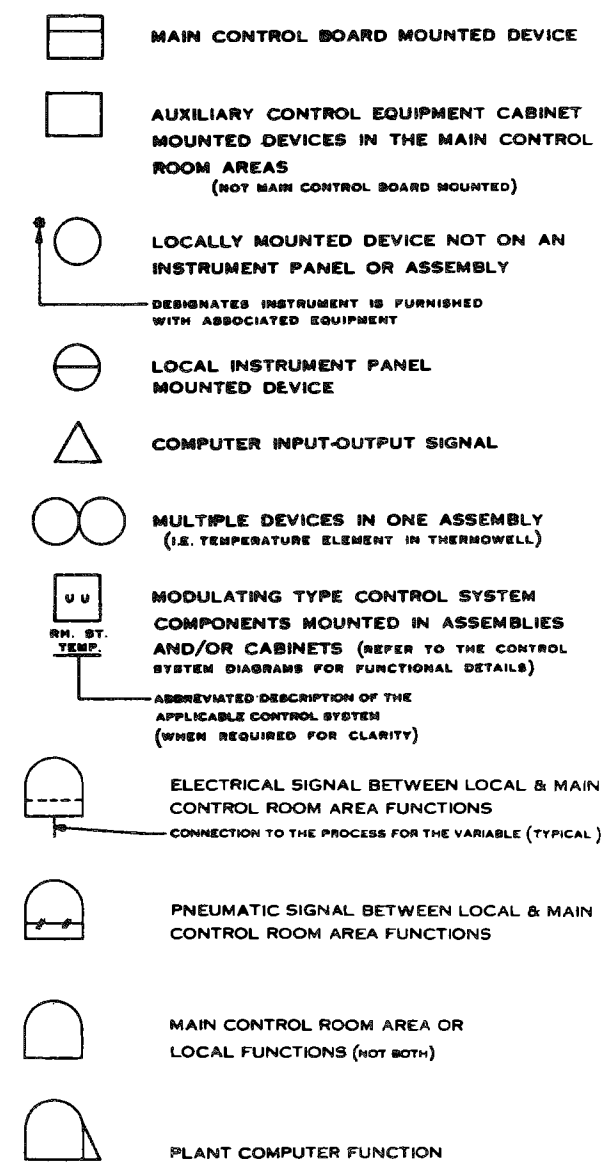 MAIN CONTROL BOARD MOUNTED DEVICE
AUXILIARY CONTROL EQUIPMENT CABINET
MOUNTED DEVICES IN THE MAIN CONTROL
ROOM AREAS
(NOT MAIN CONTROL BOARD MOUNTED)
*
LOCALLY MOUNTED DEVICE NOT ON AN
INSTRUMENT PANEL OR ASSEMBLY
DESIGNATES INSTRUMENT IS FURNISHED
WITH ASSOCIATED EQUIPMENT
LOCAL INSTRUMENT PANEL
MOUNTED DEVICE
COMPUTER INPUT-OUTPUT SIGNAL
MULTIPLE DEVICES IN ONE ASSEMBLY
(I.E. TEMPERATURE ELEMENT IN THERMOWELL)
UU
RH. ST.
TEMP.
MODULATING TYPE CONTROL SYSTEM
COMPONENTS MOUNTED IN ASSEMBLIES
AND/OR CABINETS (REFER TO THE CONTROL
SYSTEM DIAGRAMS FOR FUNCTIONAL DETAILS)
ABBREVIATED DESCRIPTION OF THE
APPLICABLE CONTROL SYSTEM
(WHEN REQUIRED FOR CLARITY)
ELECTRICAL SIGNAL BETWEEN LOCAL & MAIN
CONTROL ROOM AREA FUNCTIONS
CONNECTION TO THE PROCESS FOR THE VARIABLE (TYPICAL)
PNEUMATIC SIGNAL BETWEEN LOCAL & MAIN
CONTROL ROOM AREA FUNCTIONS
MAIN CONTROL ROOM AREA OR
LOCAL FUNCTIONS (NOT BOTH)
PLANT COMPUTER FUNCTION